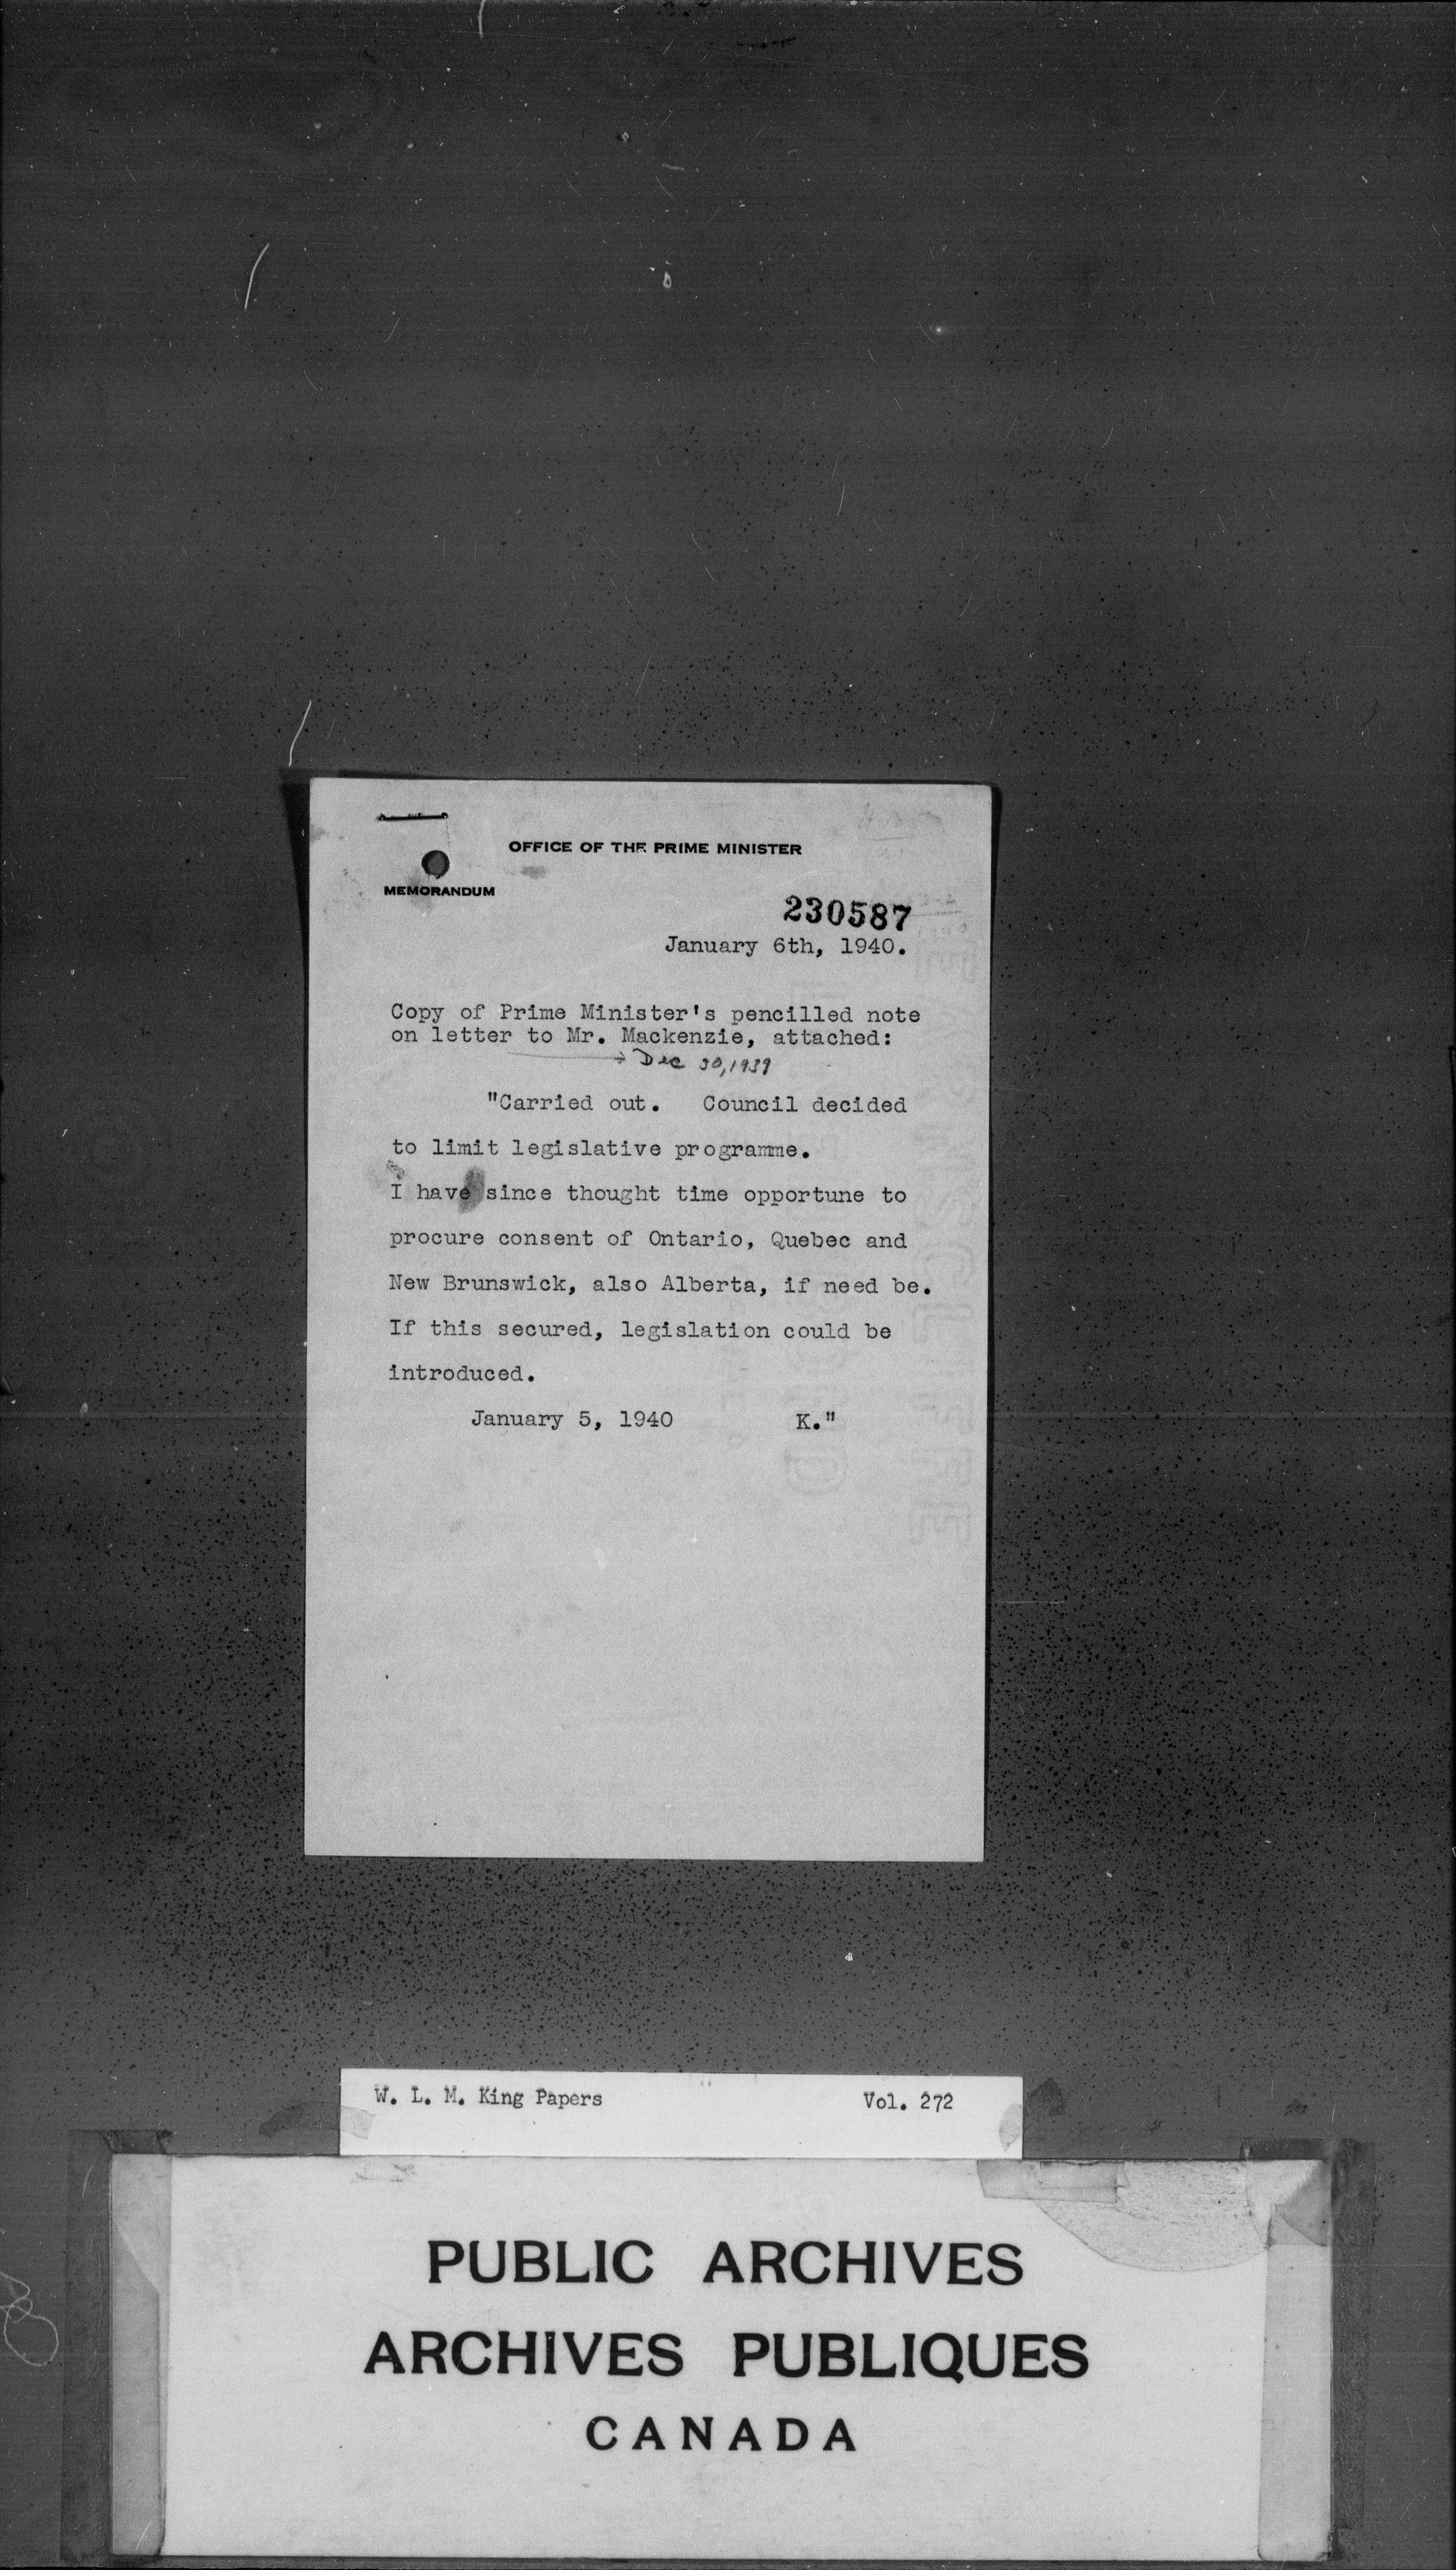 OFFICE OF THE PRIME MINISTER
MEMORANDUM
230587
January 6th, 1940.
Copy of Prime Minister's pencilled note
on letter to Mr. Mackenzie, attached:
Dec 30, 1939
"Carried out. Council decided
to limit legislative programme.
I have since thought time opportune to
procure consent of Ontario, Quebec and
New Brunswick, also Alberta, if need be.
If this secured, legislation could be
introduced.
January 5, 1940 K."
W. L. M. King Papers Vol. 272
PUBLIC ARCHIVES
ARCHIVES PUBLIQUES
CANADA